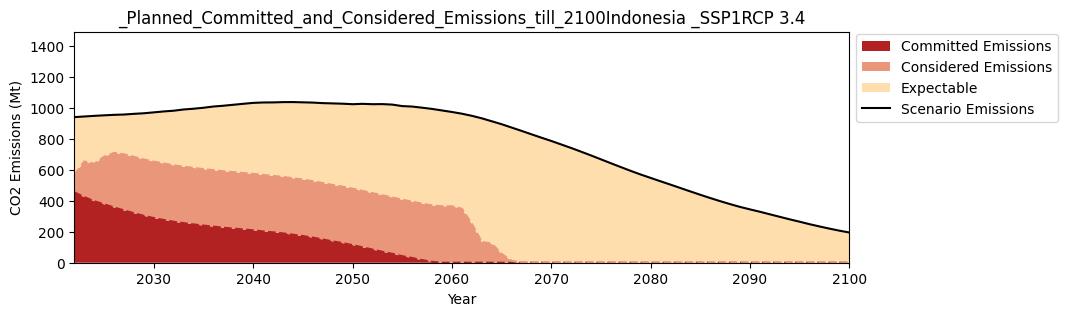 _Planned_Committed_and_Considered_Emissions_till_2100Indonesia _SSP1RCP 3.4
1400
1200
1000
800
600
400
200
0
CO2 Emissions (Mt)
2030 2040 2050 2060 2070 2080 2090 2100
Year
Committed Emissions
Considered Emissions
Expectable
Scenario Emissions